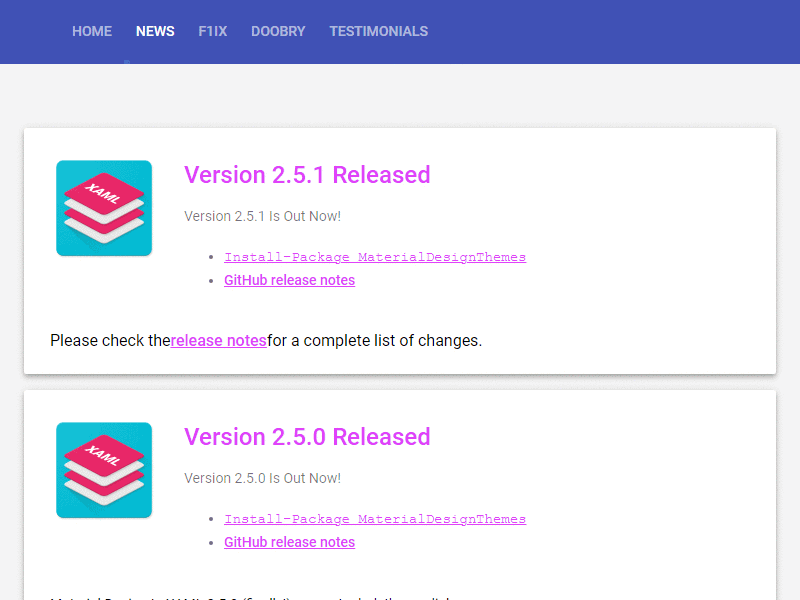 HOME NEWS F1IX DOOBRY TESTIMONIALS
XAML
Version 2.5.1 Released
Version 2.5.1 Is Out Now!
Install-Package MaterialDesignThemes
GitHub release notes
Please check therelease notesfor a complete list of changes.
XAML
Version 2.5.0 Released
Version 2.5.0 Is Out Now!
Install-Package MaterialDesignThemes
GitHub release notes